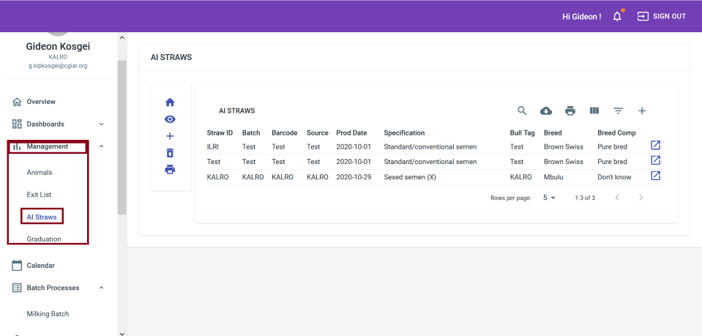 Hi Gideon !
SIGN OUT
Gideon Kosgei
KALRO
g.kipkosgei@cgiar.org
Overview
Dashboards
Management
Animals
Exit List
AI Straws
Graduation
Calendar
Batch Processes
Milking Batch
AI STRAWS
AI STRAWS
Straw ID Batch Barcode Source Prod Date Specification Bull Tag Breed Breed Comp
ILRI Test Test Test 2020-10-01 Standard/conventional semen Test Brown Swiss Pure bred
Test Test Test Test 2020-10-01 Standard/conventional semen Test Brown Swiss Pure bred
KALRO KALRO KALRO KALRO 2020-10-29 Sexed semen (X) KALRO Mbulu Don't know
Rows per page: 5 1-3 of 3